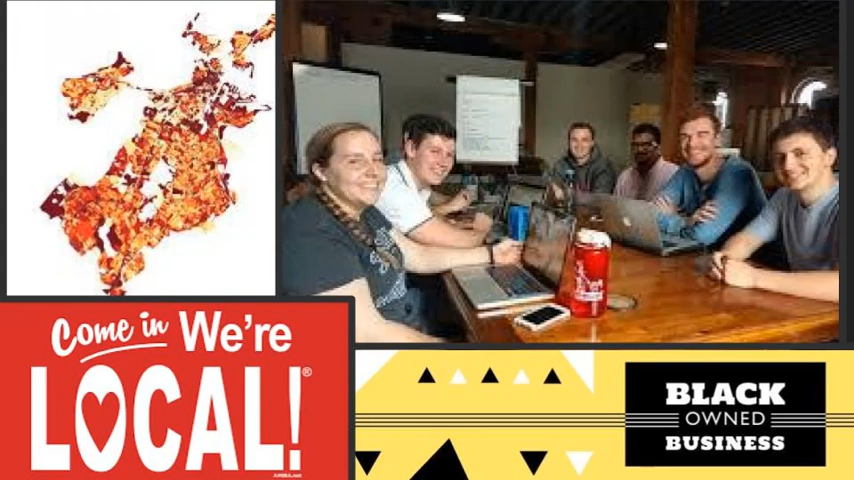 Come in We're
LOCAL!®
BLACK
OWNED
BUSINESS